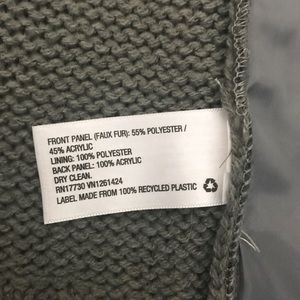 FRONT PANEL (FAUX FUR): 55% POLYESTER /
45% ACRYLIC
LINING: 100% POLYESTER
BACK PANEL: 100% ACRYLIC
DRY CLEAN.
RN17730 VN1261424
LABEL MADE FROM 100% RECYCLED PLASTIC